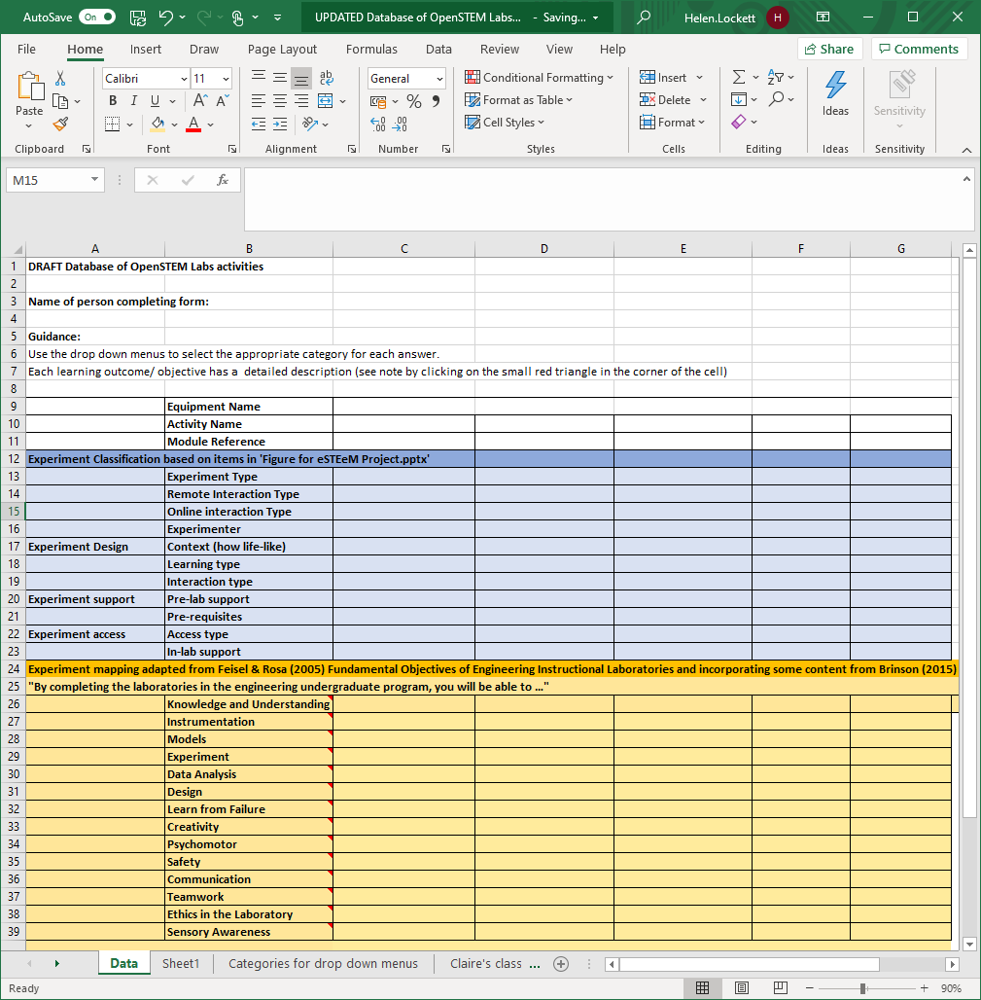 AutoSave On UPDATED Database of OpenSTEM Labs... - Saving... Helen.Lockett H
File Home Insert Draw Page Layout Formulas Data Review View Help Share Comments
Paste
Calibri 11
B I U A A
ab
General
% 9
Conditional Formatting
Format as Table
Cell Styles
Insert
Delete
Format
Ideas
Sensitivity
Clipboard Font Alignment Number Styles Cells Editing Ideas Sensitivity
M15 fx
A B C D E F G
1 DRAFT Database of OpenSTEM Labs activities
2
3 Name of person completing form:
4
5 Guidance:
6 Use the drop down menus to select the appropriate category for each answer.
7 Each learning outcome/ objective has a detailed description (see note by clicking on the small red triangle in the corner of the cell)
8
9 Equipment Name
10 Activity Name
11 Module Reference
12 Experiment Classification based on items in 'Figure for eSTEeM Project.pptx'
13 Experiment Type
14 Remote Interaction Type
15 Online interaction Type
16 Experimenter
17 Experiment Design Context (how life-like)
18 Learning type
19 Interaction type
20 Experiment support Pre-lab support
21 Pre-requisites
22 Experiment access Access type
23 In-lab support
24 Experiment mapping adapted from Feisel & Rosa (2005) Fundamental Objectives of Engineering Instructional Laboratories and incorporating some content from Brinson (2015)
25 "By completing the laboratories in the engineering undergraduate program, you will be able to ..."
26 Knowledge and Understanding
27 Instrumentation
28 Models
29 Experiment
30 Data Analysis
31 Design
32 Learn from Failure
33 Creativity
34 Psychomotor
35 Safety
36 Communication
37 Teamwork
38 Ethics in the Laboratory
39 Sensory Awareness
Data Sheet1 Categories for drop down menus Claire's class ...
Ready 90%